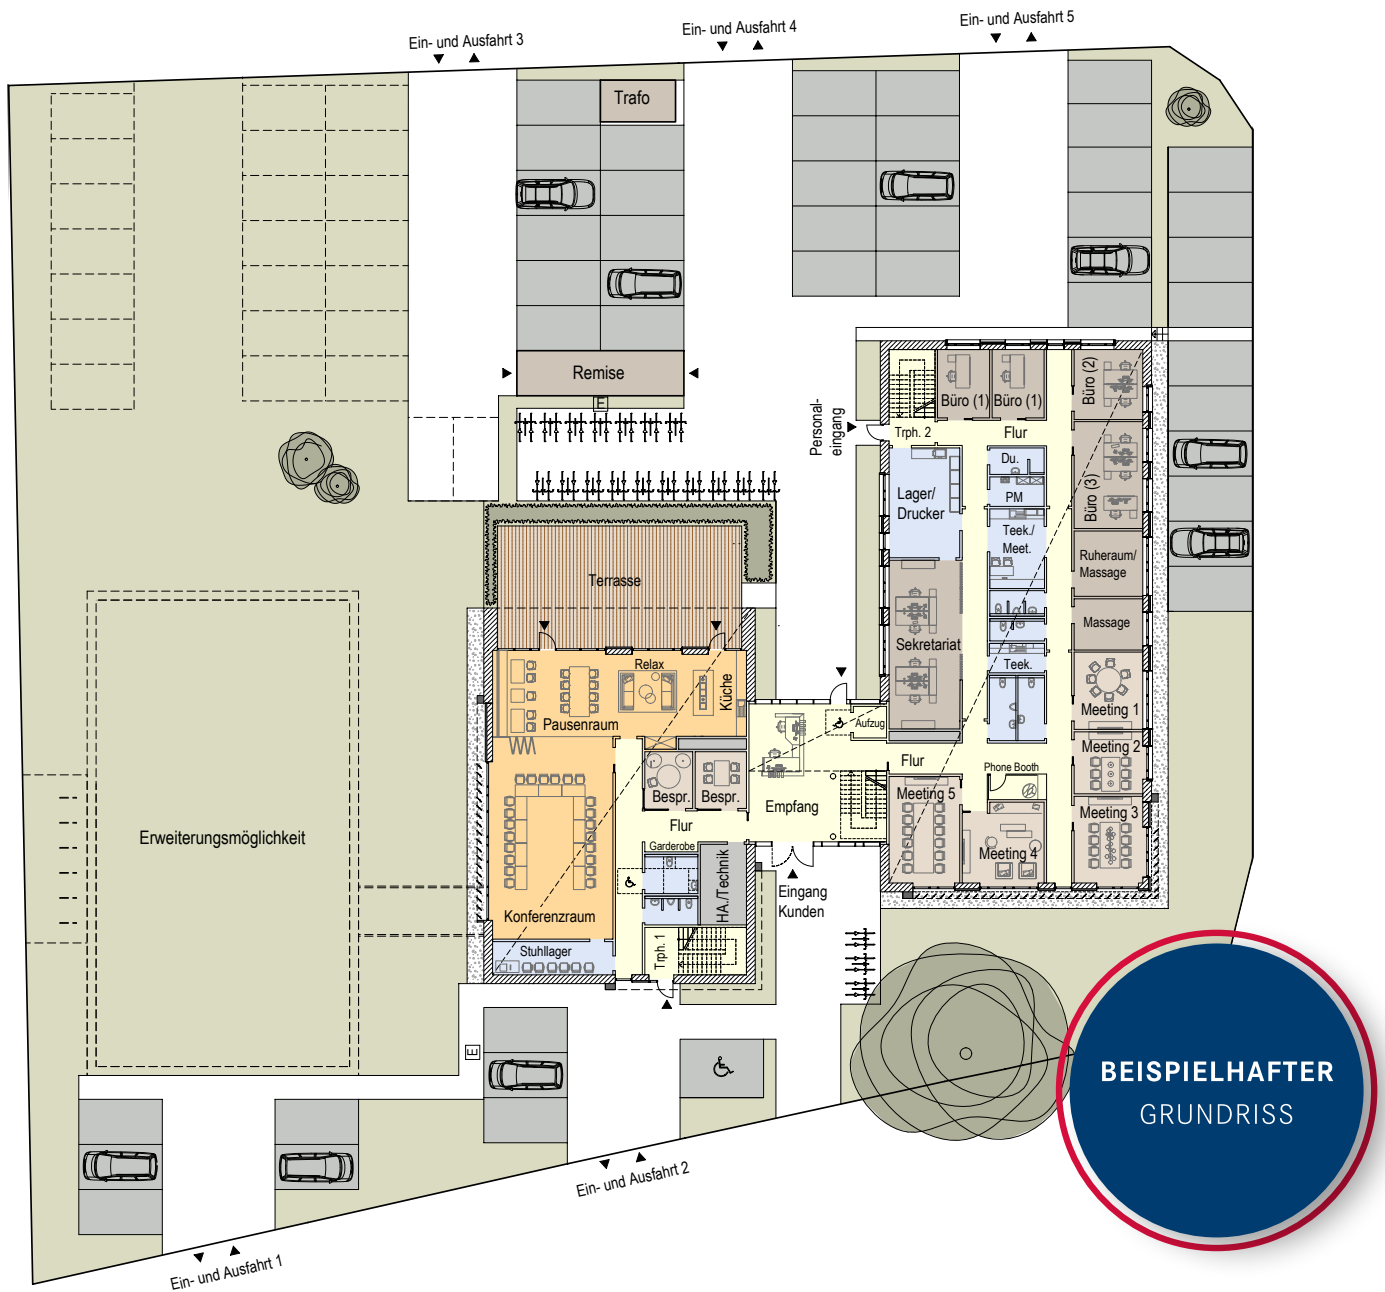 Ein- und Ausfahrt 3
Ein- und Ausfahrt 4
Ein- und Ausfahrt 5
Trafo
Remise
E
Personal-
eingang
Büro (1)
Büro (1)
Büro (2)
Trph. 2
Flur
Du.
Lager/
Drucker
PM
Büro (3)
Teek./
Meet.
Ruheraum/
Massage
Terrasse
Massage
Sekretariat
Relax
Teek.
Küche
Pausenraum
Meeting 1
Aufzug
Meeting 2
Flur
Phone Booth
Bespr.
Bespr.
Empfang
Meeting 5
Meeting 3
Flur
Erweiterungsmöglichkeit
Garderobe
Meeting 4
HA./Technik
Eingang
Kunden
Konferenzraum
Stuhllager
Trph. 1
E
BEISPIELHAFTER
GRUNDRISS
Ein- und Ausfahrt 2
Ein- und Ausfahrt 1